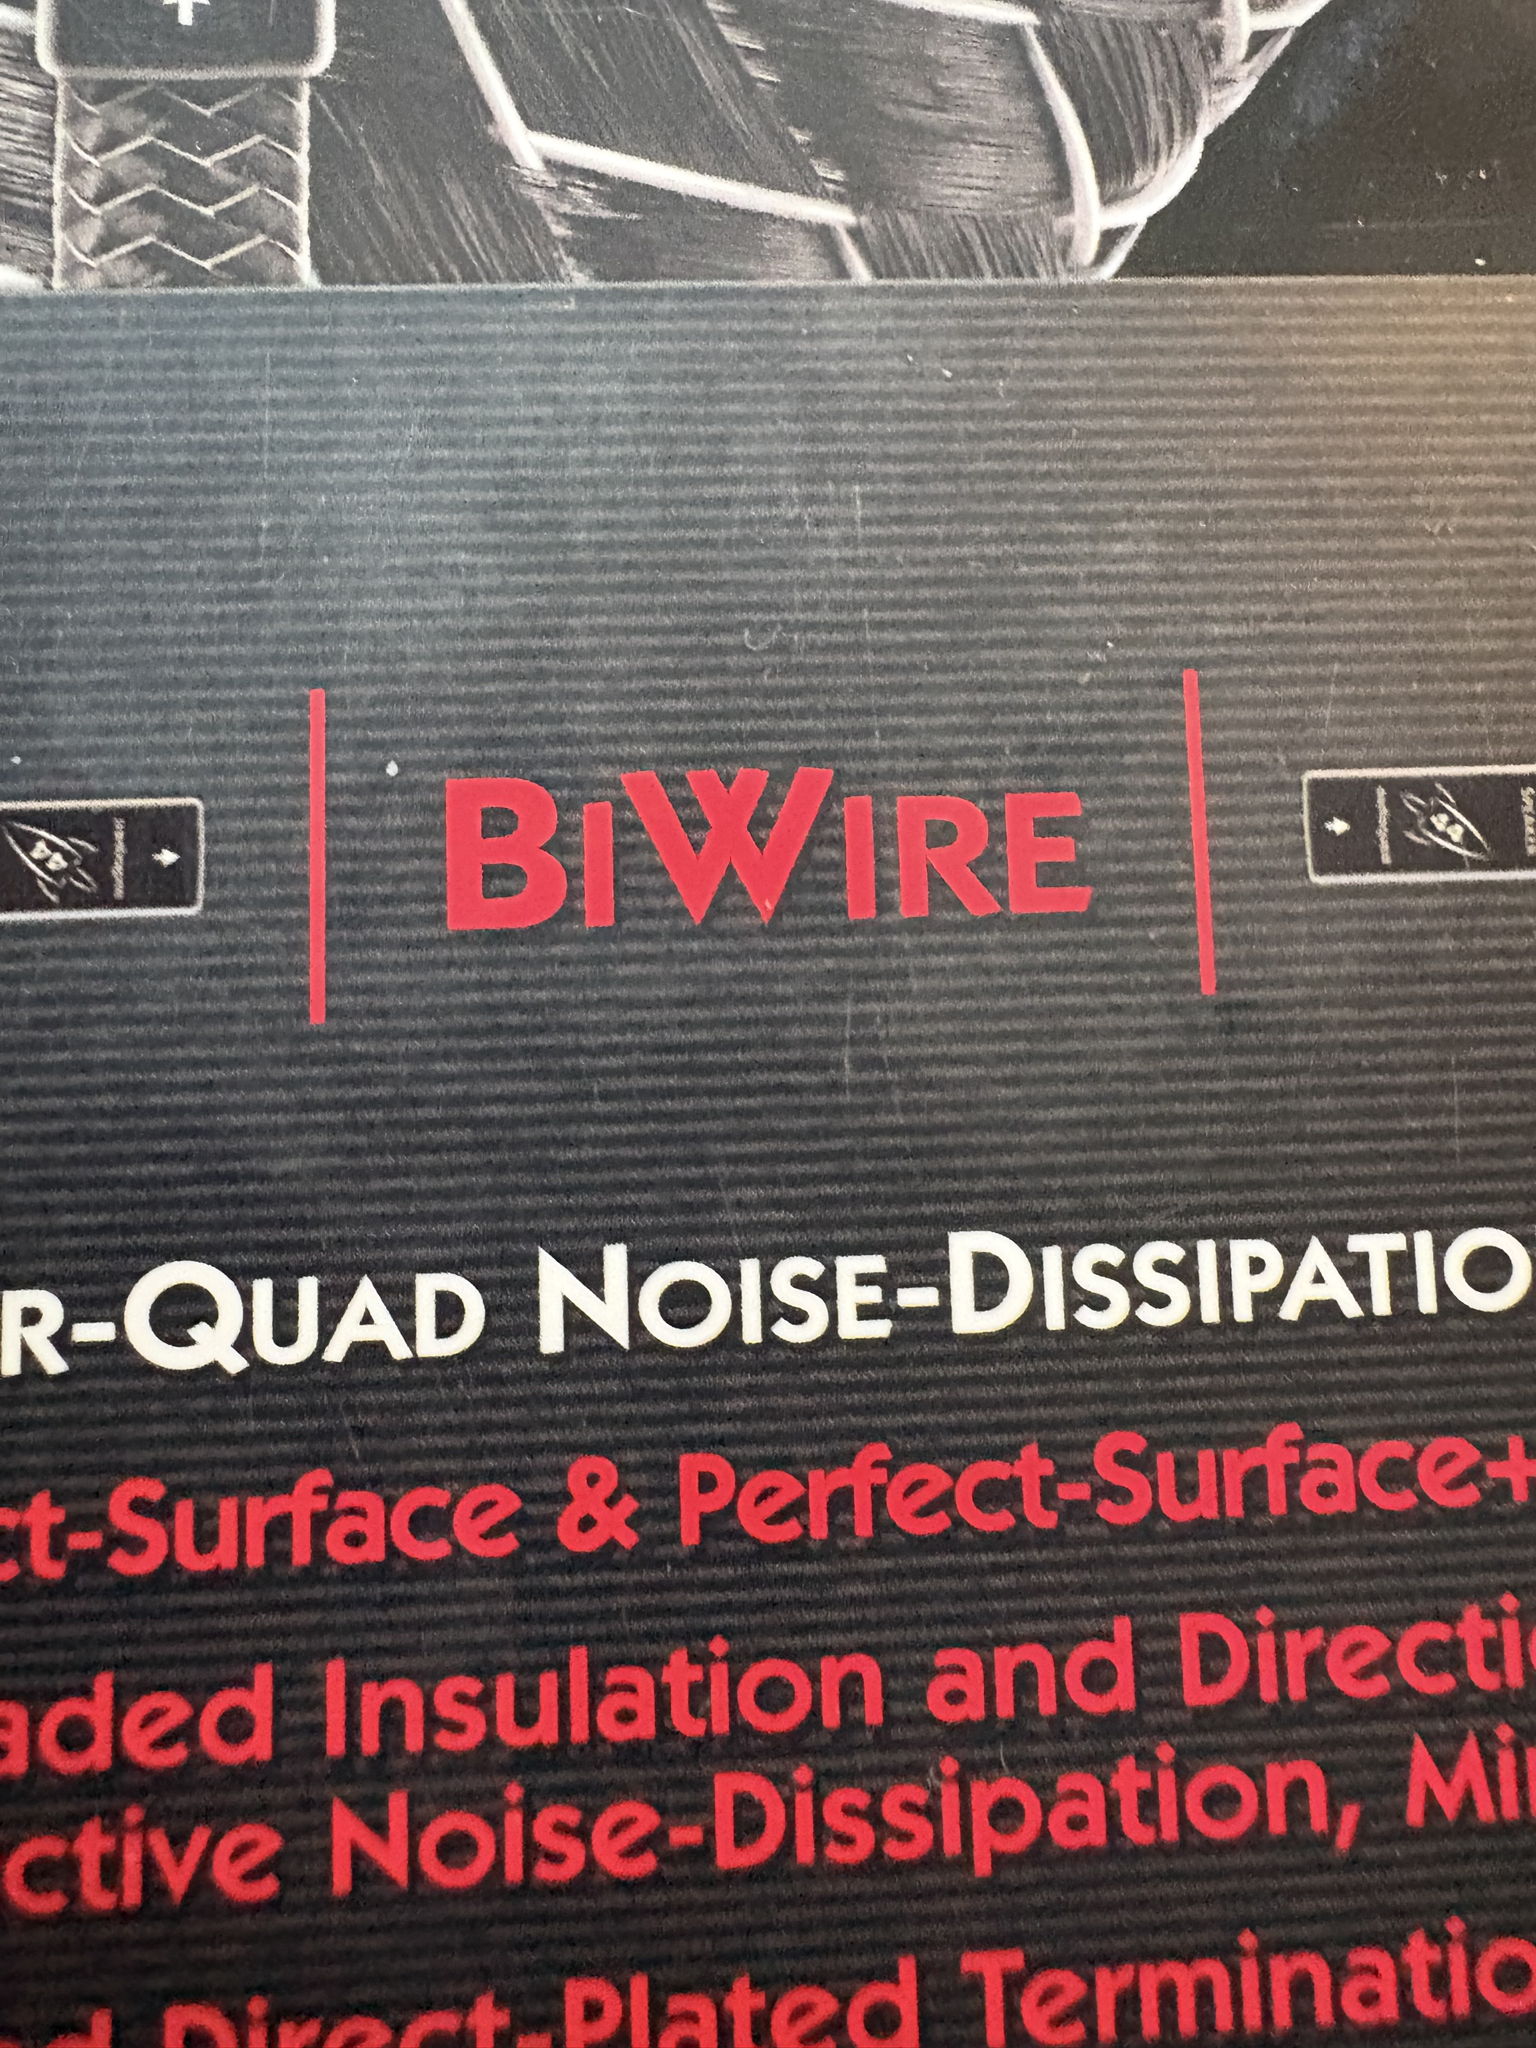 BIWIRE
R-QUAD NOISE-DISSIPATIO
ct-Surface & Perfect-Surface+
aded Insulation and Directi
ctive Noise-Dissipation, Mi
d Direct-Plated Terminatio